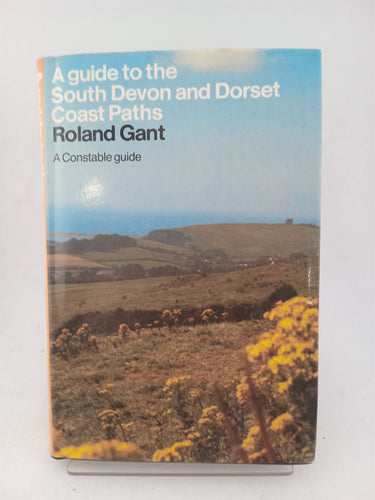 A guide to the
South Devon and Dorset
Coast Paths
Roland Gant
A Constable guide